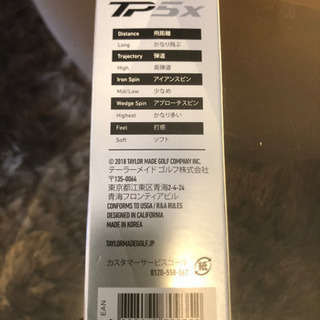 TP5x
Distance 飛距離
Long かなり飛ぶ
Trajectory 弾道
High 高弾道
Iron Spin アイアンスピン
Mid/Low 少なめ
Wedge Spin アプローチスピン
Highest かなり多い
Feel 打感
Soft ソフト
© 2018 TAYLOR MADE GOLF COMPANY INC.
テーラーメイド ゴルフ株式会社
〒135-0064
東京都江東区青海2-4-24
青海フロンティアビル
CONFORMS TO USGA / R&A RULES
DESIGNED IN CALIFORNIA
MADE IN KOREA
TAYLORMADEGOLF.JP
カスタマーサービスコール
紙
EAN